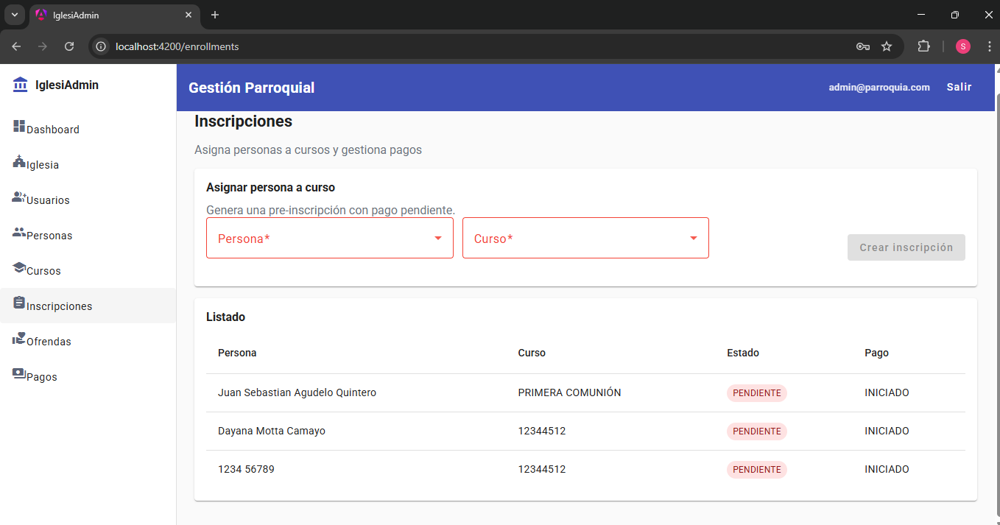 IglesiAdmin
localhost:4200/enrollments
S
IglesiAdmin
Gestión Parroquial
admin@parroquia.com
Salir
Dashboard
Iglesia
Usuarios
Personas
Cursos
Inscripciones
Ofrendas
Pagos
Inscripciones
Asigna personas a cursos y gestiona pagos
Asignar persona a curso
Genera una pre-inscripción con pago pendiente.
Persona*
Curso*
Crear inscripción
Listado
Persona Curso Estado Pago
Juan Sebastian Agudelo Quintero PRIMERA COMUNIÓN PENDIENTE INICIADO
Dayana Motta Camayo 12344512 PENDIENTE INICIADO
1234 56789 12344512 PENDIENTE INICIADO